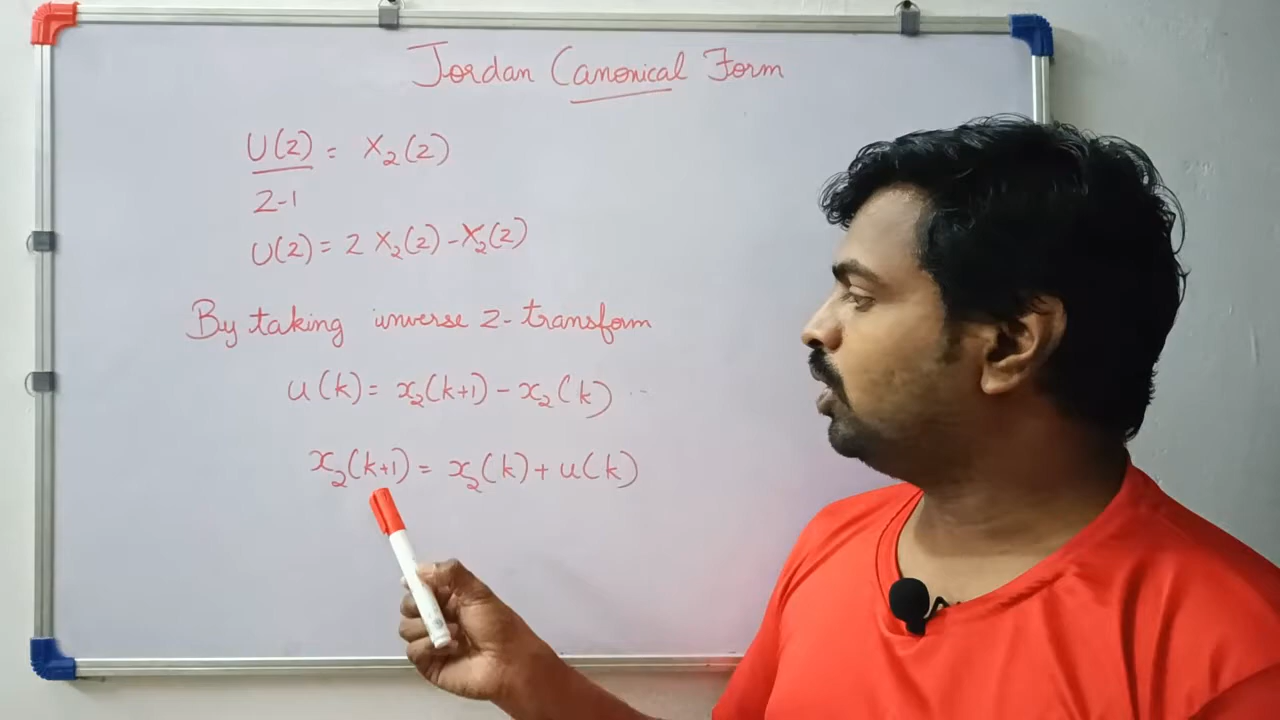 Jordan Canonical Form
U(z) = X₂(z)
z-1
U(z) = z X₂(z) - X₂(z)
By taking inverse z-transform
u(k) = x₂(k+1) - x₂(k)
x₂(k+1) = x₂(k) + u(k)